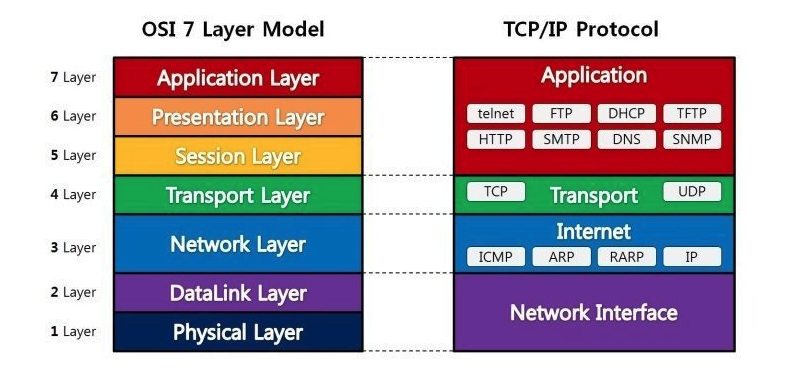 OSI 7 Layer Model
TCP/IP Protocol
7 Layer
Application Layer
6 Layer
Presentation Layer
5 Layer
Session Layer
4 Layer
Transport Layer
3 Layer
Network Layer
2 Layer
DataLink Layer
1 Layer
Physical Layer
Application
telnet FTP DHCP TFTP
HTTP SMTP DNS SNMP
TCP Transport UDP
Internet
ICMP ARP RARP IP
Network Interface